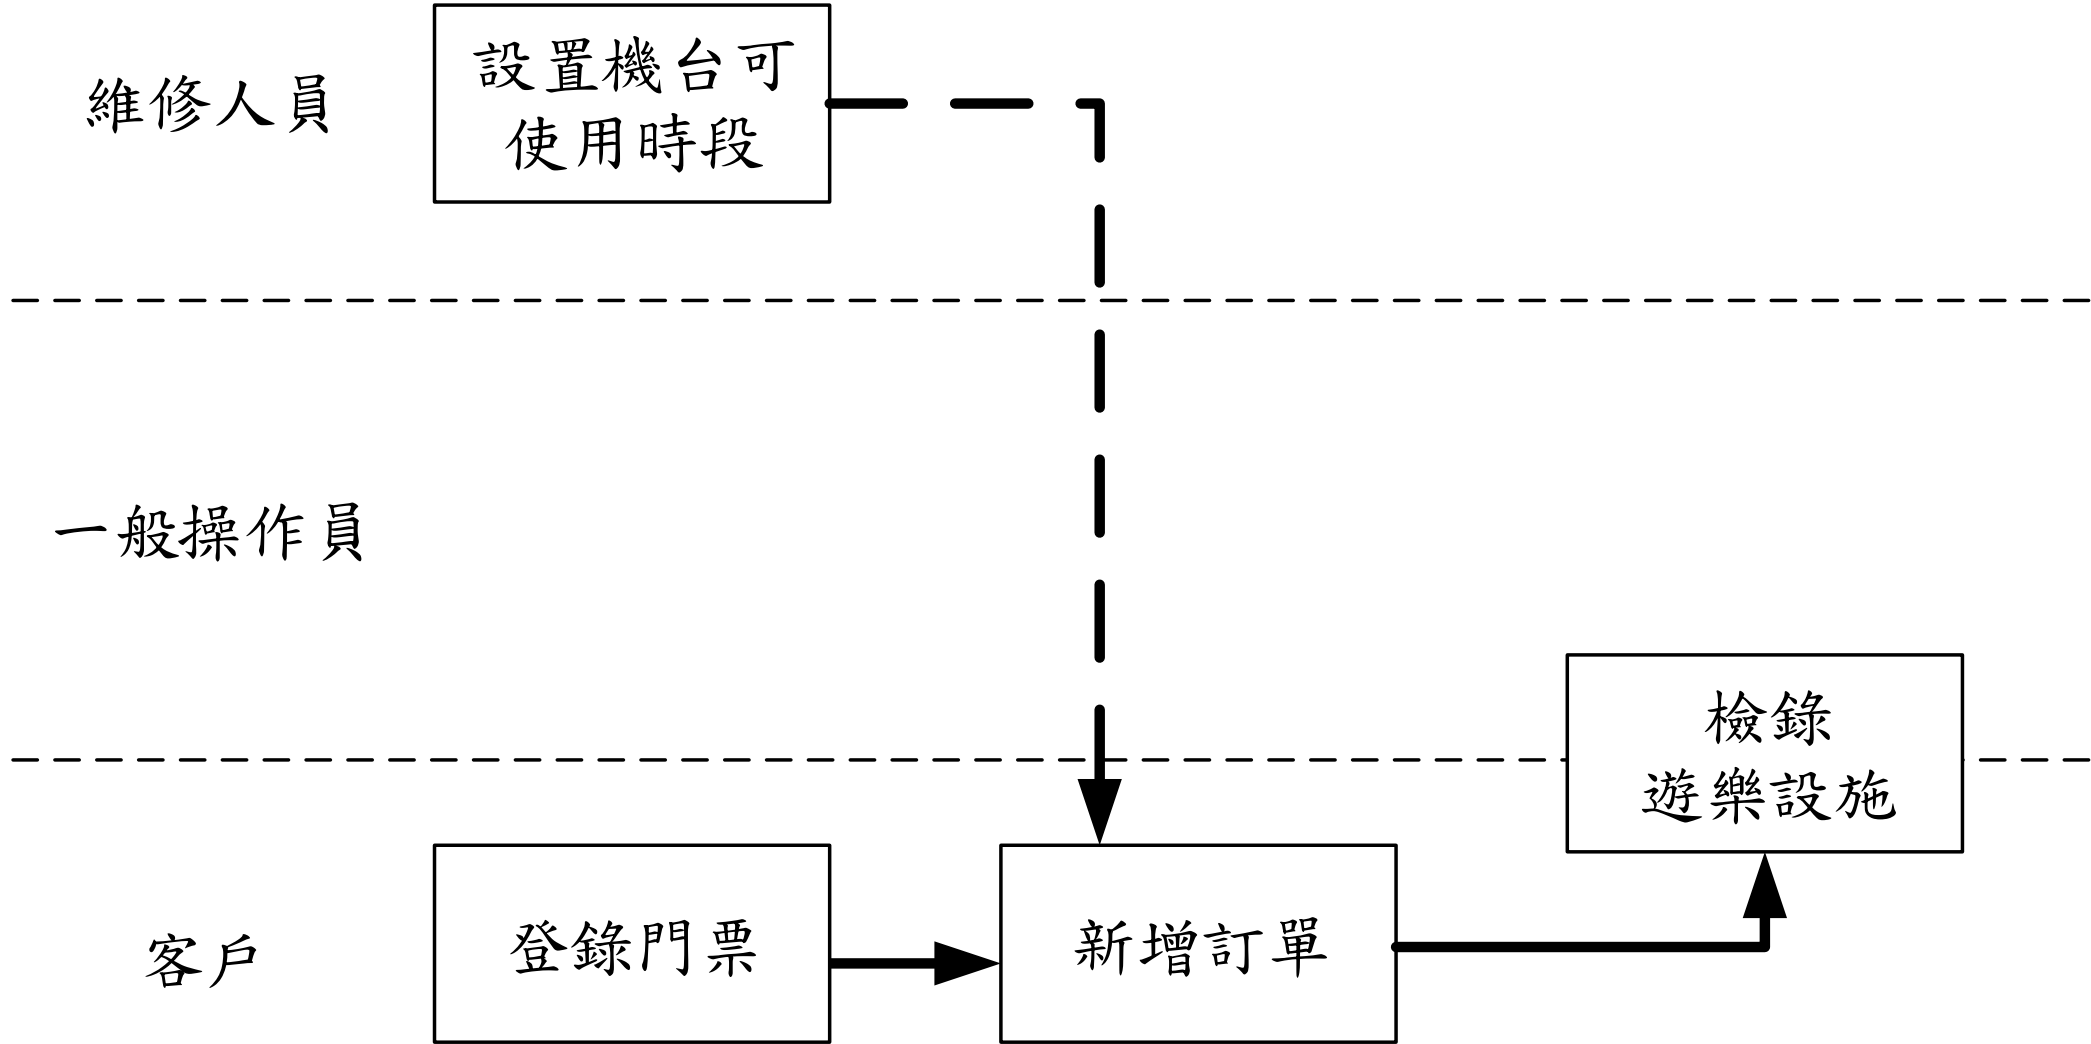 維修人員
設置機台可
使用時段
一般操作員
檢錄
遊樂設施
客戶
登錄門票
新增訂單